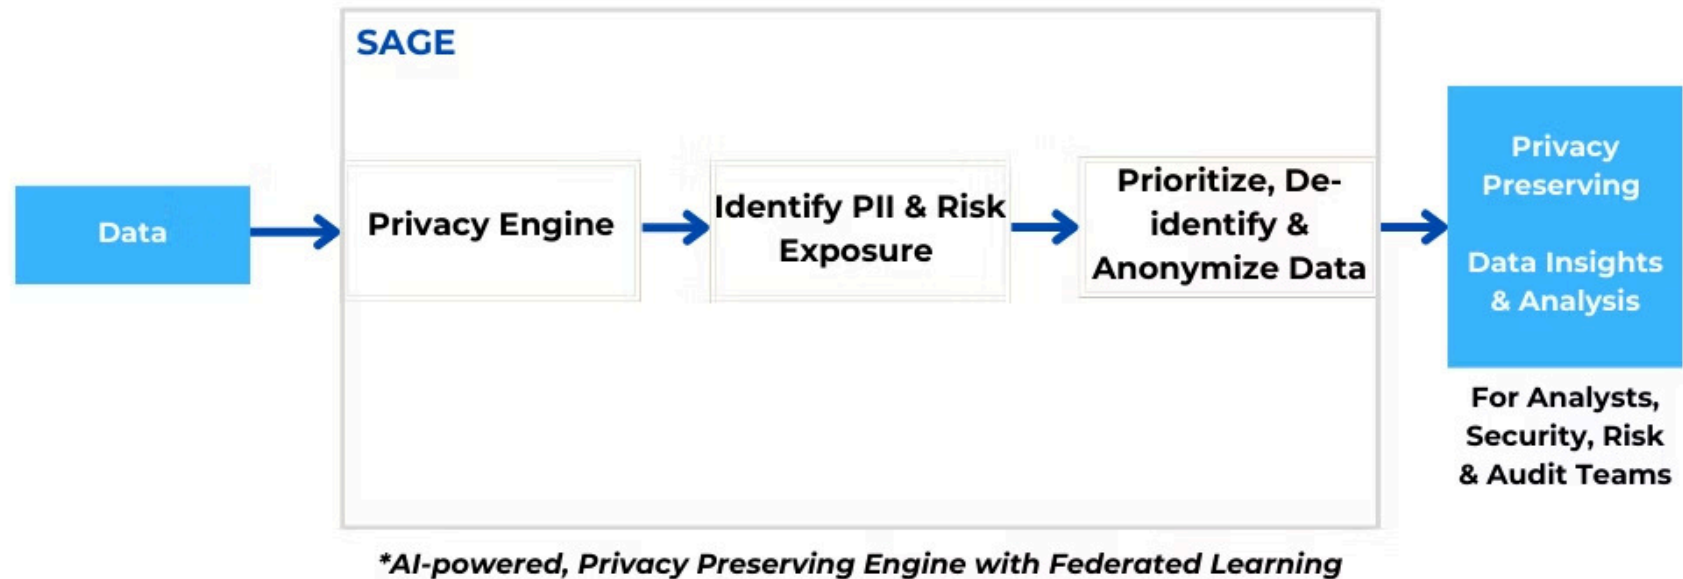 SAGE
Data
Privacy Engine
Identify PII & Risk
Exposure
Prioritize, De-
identify &
Anonymize Data
Privacy
Preserving
Data Insights
& Analysis
For Analysts,
Security, Risk
& Audit Teams
*AI-powered, Privacy Preserving Engine with Federated Learning